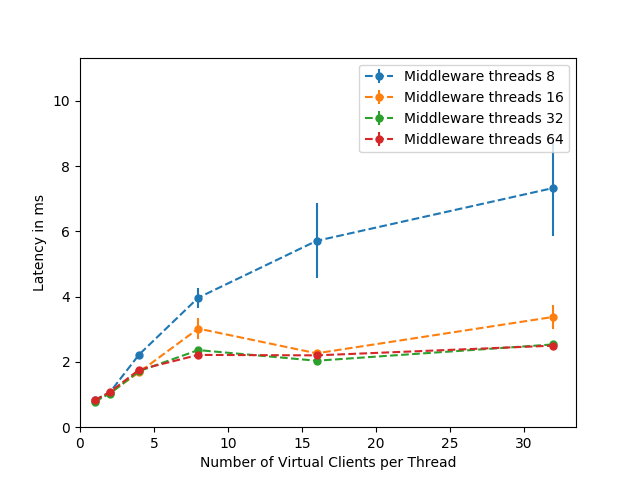 Middleware threads 8
Middleware threads 16
Middleware threads 32
Middleware threads 64
10
8
6
4
2
0
Latency in ms
0 5 10 15 20 25 30
Number of Virtual Clients per Thread